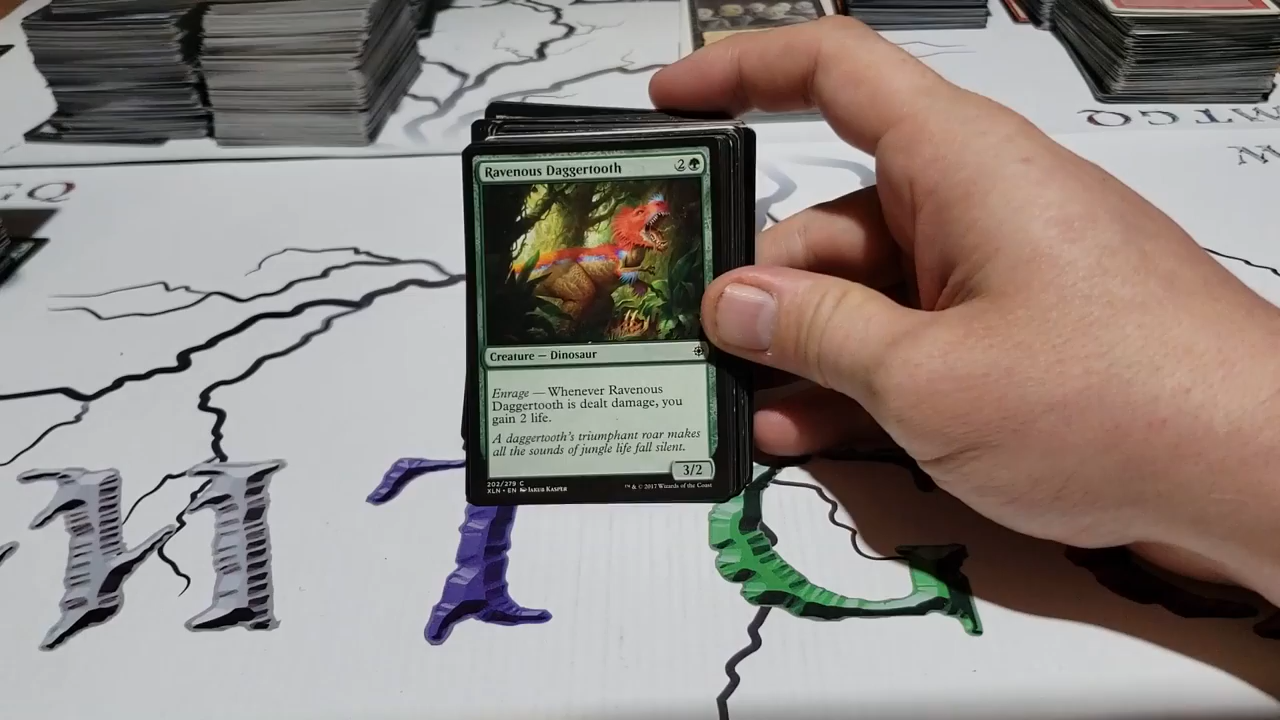 MTGQ
Ravenous Daggertooth 2
Creature — Dinosaur
Enrage — Whenever Ravenous
Daggertooth is dealt damage, you
gain 2 life.
A daggertooth's triumphant roar makes
all the sounds of jungle life fall silent.
3/2
202/279 C
XLN • EN Jakub Kasper
™ & © 2017 Wizards of the Coast